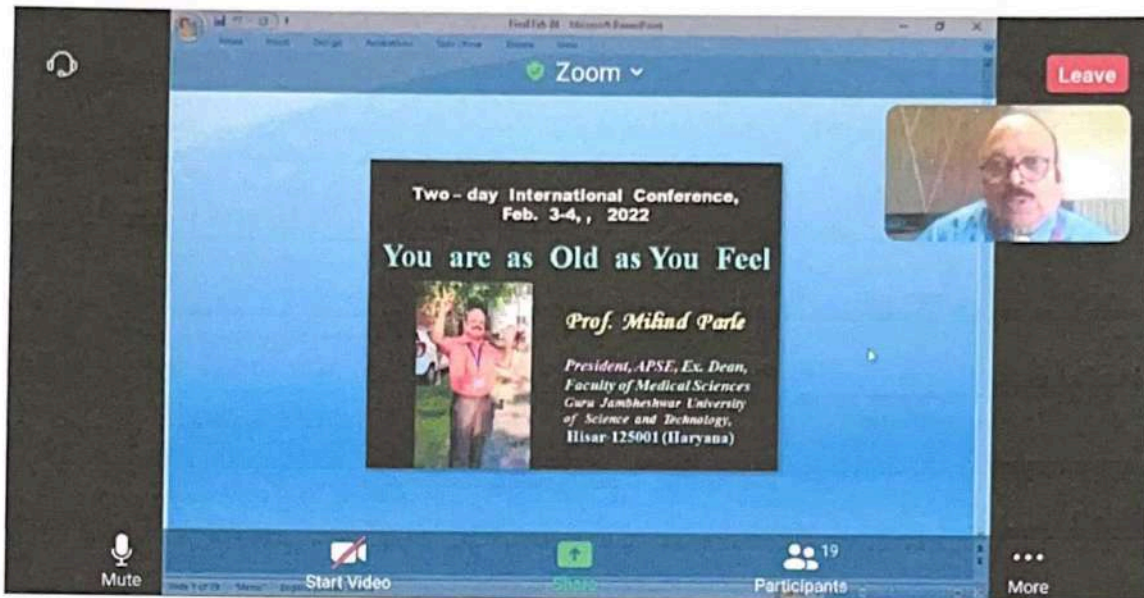 Microsoft PowerPoint
Zoom
Leave
Two – day International Conference,
Feb. 3-4, , 2022
You are as Old as You Feel
Prof. Milind Parle
President, APSE, Ex. Dean,
Faculty of Medical Sciences
Guru Jambheshwar University
of Science and Technology,
Hisar-125001 (Haryana)
Mute
Start Video
Share
19
Participants
More